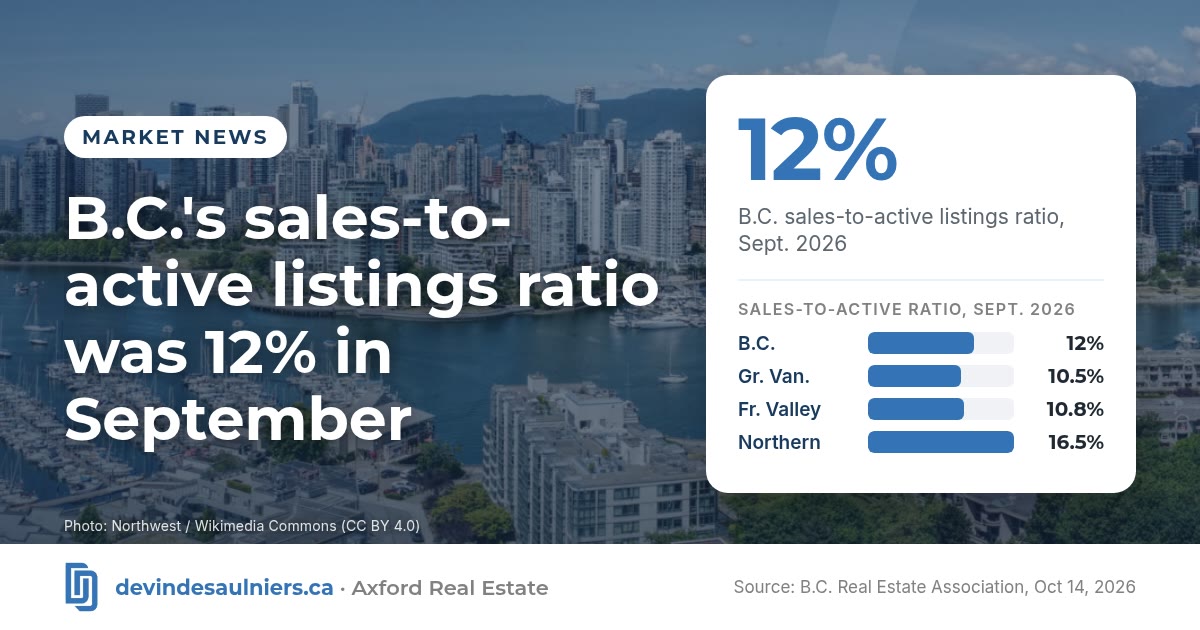 MARKET NEWS
B.C.'s sales-to-
active listings ratio
was 12% in
September
Photo: Northwest / Wikimedia Commons (CC BY 4.0)
12%
B.C. sales-to-active listings ratio,
Sept. 2026
SALES-TO-ACTIVE RATIO, SEPT. 2026
B.C. 12%
Gr. Van. 10.5%
Fr. Valley 10.8%
Northern 16.5%
devindesaulniers.ca · Axford Real Estate
Source: B.C. Real Estate Association, Oct 14, 2026